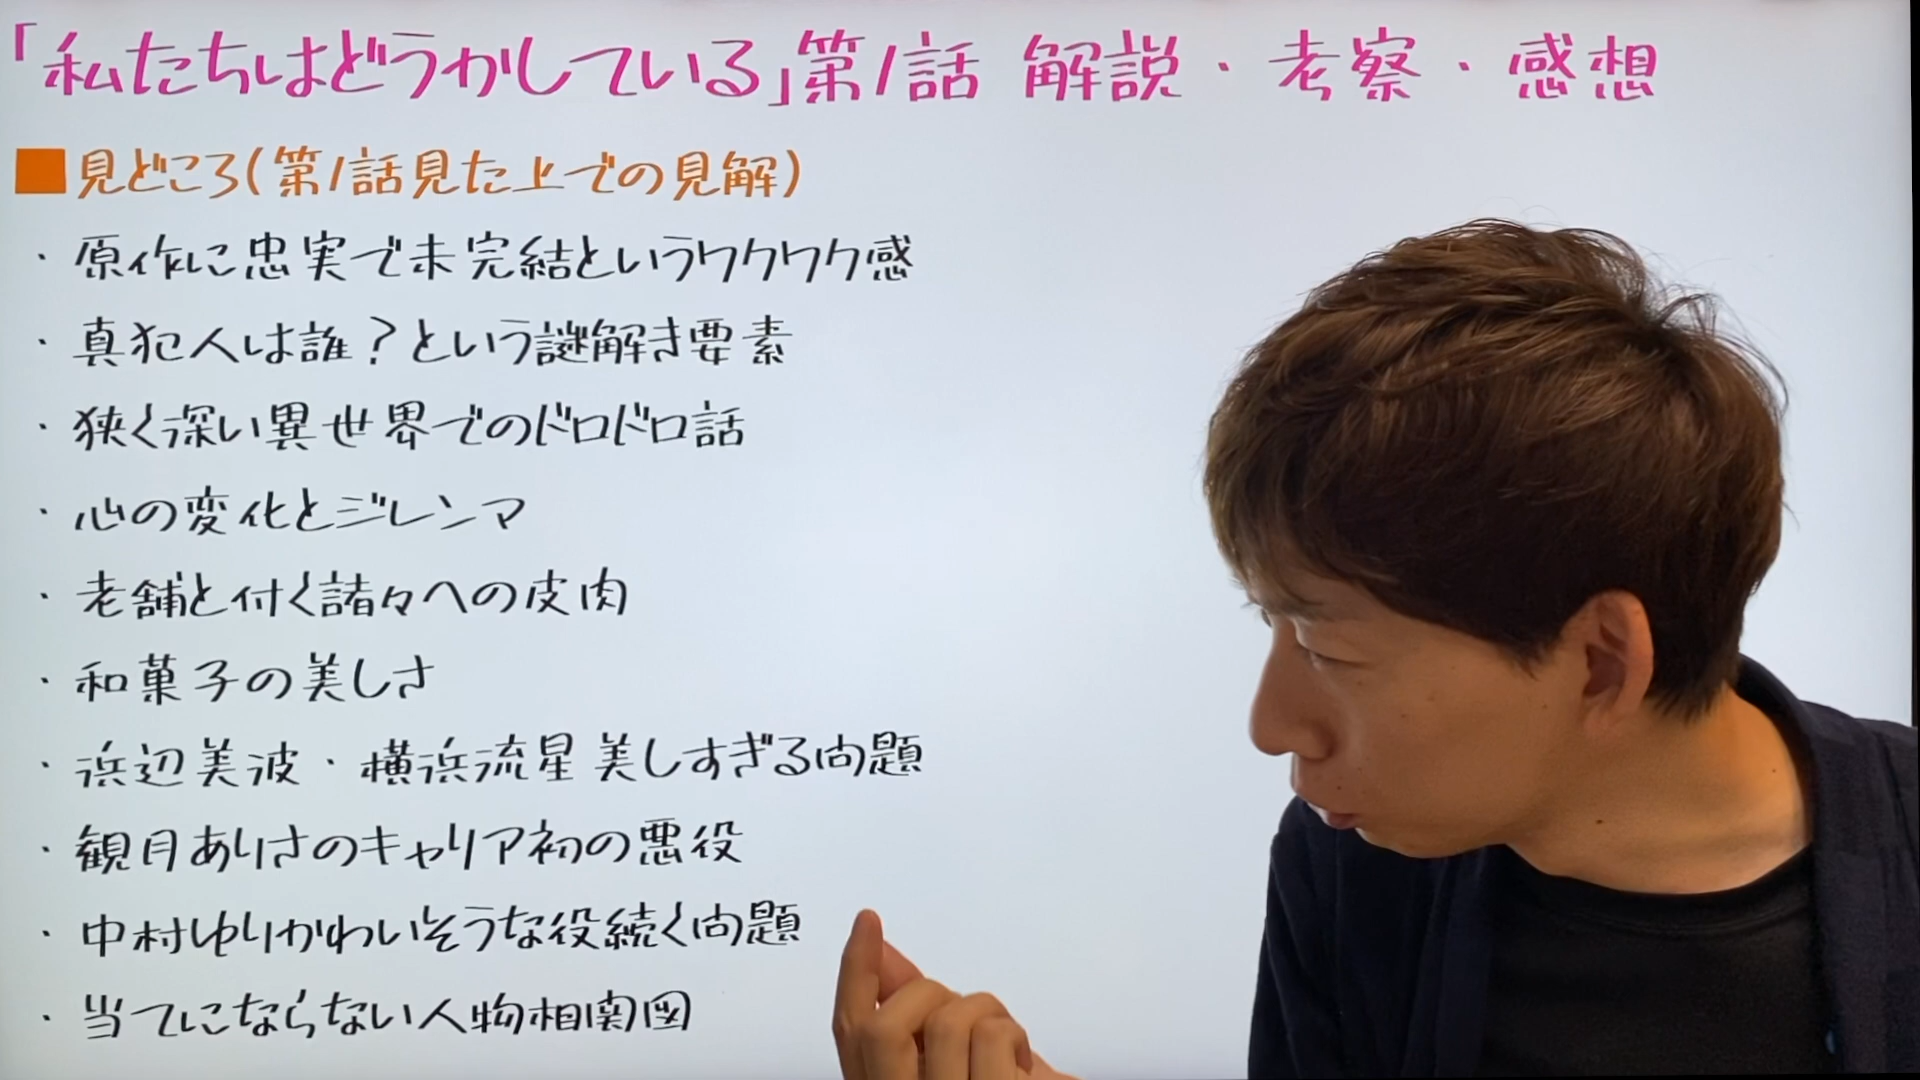 「私たちはどうかしている」第1話 解説・考察・感想
■見どころ(第1話見た上での見解)
・原作に忠実で未完結というワクワク感
・真犯人は誰？という謎解き要素
・狭く深い異世界でのドロドロ話
・心の変化とジレンマ
・老舗と付く諸々への皮肉
・和菓子の美しさ
・浜辺美波・横浜流星美しすぎる問題
・観月ありさのキャリア初の悪役
・中村ゆりかわいそうな役続く問題
・当てにならない人物相関図